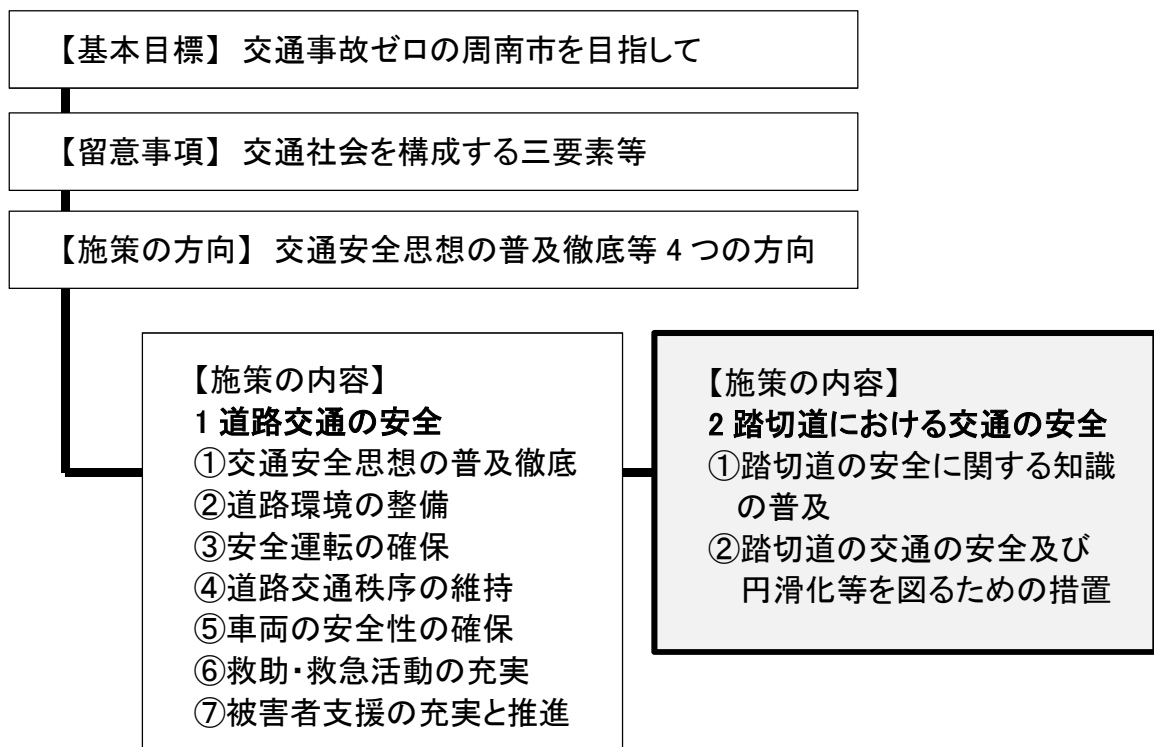 【基本目標】 交通事故ゼロの周南市を目指して
【留意事項】 交通社会を構成する三要素等
【施策の方向】 交通安全思想の普及徹底等 4 つの方向
【施策の内容】
1 道路交通の安全
①交通安全思想の普及徹底
②道路環境の整備
③安全運転の確保
④道路交通秩序の維持
⑤車両の安全性の確保
⑥救助・救急活動の充実
⑦被害者支援の充実と推進
【施策の内容】
2 踏切道における交通の安全
①踏切道の安全に関する知識
の普及
②踏切道の交通の安全及び
円滑化等を図るための措置